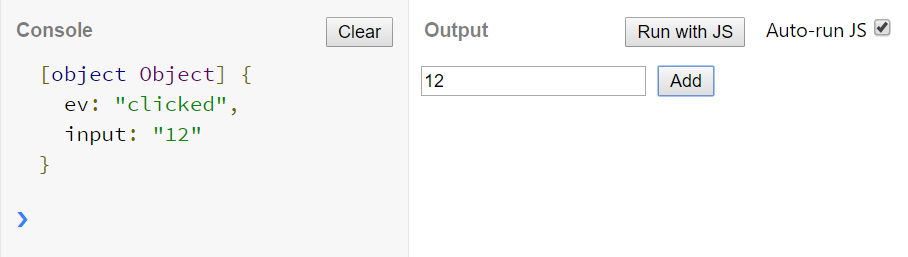 Console
Clear
[object Object] {
  ev: "clicked",
  input: "12"
}
❯
Output
Run with JS
Auto-run JS
12
Add